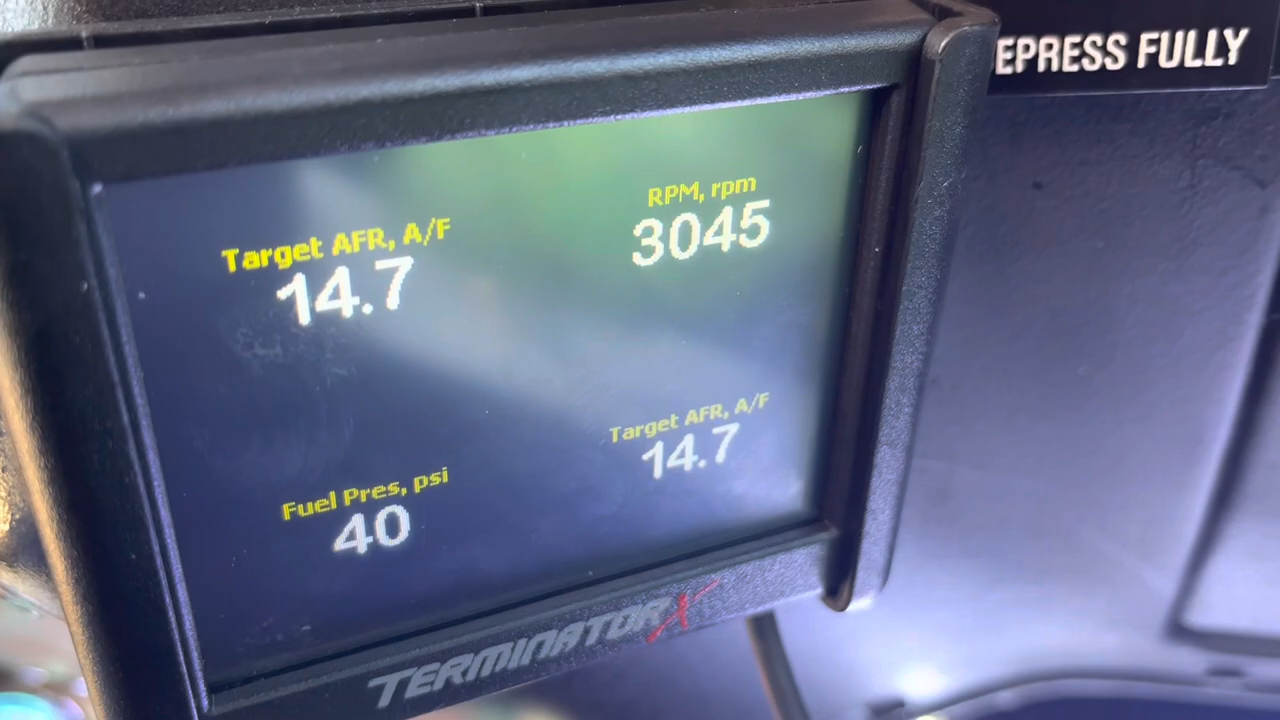 EPRESS FULLY
Target AFR, A/F
14.7
RPM, rpm
3045
Fuel Pres, psi
40
Target AFR, A/F
14.7
TERMINATOR X